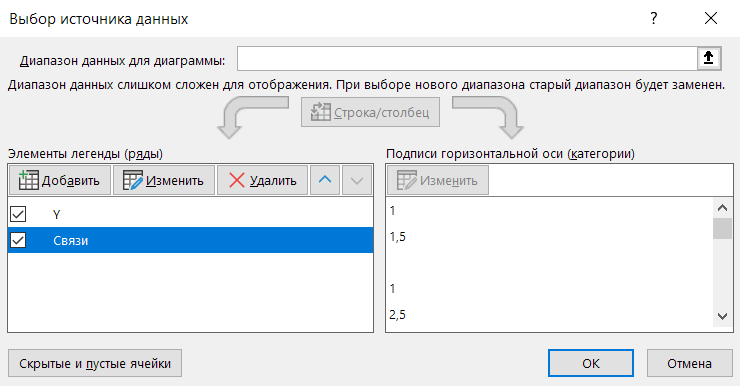 Выбор источника данных
Диапазон данных для диаграммы:
Диапазон данных слишком сложен для отображения. При выборе нового диапазона старый диапазон будет заменен.
Строка/столбец
Элементы легенды (ряды)
Добавить Изменить Удалить
Y
Связи
Подписи горизонтальной оси (категории)
Изменить
1
1,5
1
2,5
Скрытые и пустые ячейки
ОК Отмена